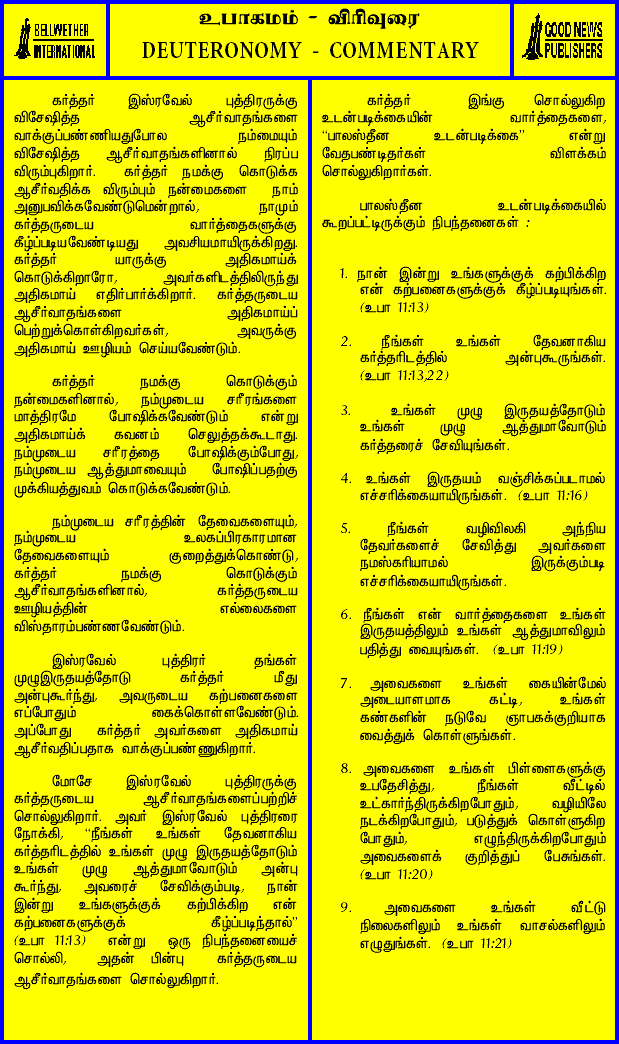 BELLWETHER
INTERNATIONAL
உபாகமம் - விரிவுரை
DEUTERONOMY - COMMENTARY
GOOD NEWS
PUBLISHERS
கர்த்தர் இஸ்ரவேல் புத்திரருக்கு
விசேஷித்த ஆசீர்வாதங்களை
வாக்குப்பண்ணியதுபோல நம்மையும்
விசேஷித்த ஆசீர்வாதங்களினால் நிரப்ப
விரும்புகிறார். கர்த்தர் நமக்கு கொடுக்க
ஆசீர்வதிக்க விரும்பும் நன்மைகளை நாம்
அனுபவிக்கவேண்டுமென்றால், நாமும்
கர்த்தருடைய வார்த்தைகளுக்கு
கீழ்ப்படியவேண்டியது அவசியமாயிருக்கிறது.
கர்த்தர் யாருக்கு அதிகமாய்க்
கொடுக்கிறாரோ, அவர்களிடத்திலிருந்து
அதிகமாய் எதிர்பார்க்கிறார். கர்த்தருடைய
ஆசீர்வாதங்களை அதிகமாய்ப்
பெற்றுக்கொள்கிறவர்கள், அவருக்கு
அதிகமாய் ஊழியம் செய்யவேண்டும்.
கர்த்தர் நமக்கு கொடுக்கும்
நன்மைகளினால், நம்முடைய சரீரங்களை
மாத்திரமே போஷிக்கவேண்டும் என்று
அதிகமாய்க் கவனம் செலுத்தக்கூடாது.
நம்முடைய சரீரத்தை போஷிக்கும்போது,
நம்முடைய ஆத்துமாவையும் போஷிப்பதற்கு
முக்கியத்துவம் கொடுக்கவேண்டும்.
நம்முடைய சரீரத்தின் தேவைகளையும்,
நம்முடைய உலகப்பிரகாரமான
தேவைகளையும் குறைத்துக்கொண்டு,
கர்த்தர் நமக்கு கொடுக்கும்
ஆசீர்வாதங்களினால், கர்த்தருடைய
ஊழியத்தின் எல்லைகளை
விஸ்தாரம்பண்ணவேண்டும்.
இஸ்ரவேல் புத்திரர் தங்கள்
முழுஇருதயத்தோடு கர்த்தர் மீது
அன்புகூர்ந்து, அவருடைய கற்பனைகளை
எப்போதும் கைக்கொள்ளவேண்டும்.
அப்போது கர்த்தர் அவர்களை அதிகமாய்
ஆசீர்வதிப்பதாக வாக்குப்பண்ணுகிறார்.
மோசே இஸ்ரவேல் புத்திரருக்கு
கர்த்தருடைய ஆசீர்வாதங்களைப்பற்றிச்
சொல்லுகிறார். அவர் இஸ்ரவேல் புத்திரரை
நோக்கி, “நீங்கள் உங்கள் தேவனாகிய
கர்த்தரிடத்தில் உங்கள் முழு இருதயத்தோடும்
உங்கள் முழு ஆத்துமாவோடும் அன்பு
கூர்ந்து, அவரைச் சேவிக்கும்படி, நான்
இன்று உங்களுக்குக் கற்பிக்கிற என்
கற்பனைகளுக்குக் கீழ்ப்படிந்தால்”
(உபா 11:13) என்று ஒரு நிபந்தனையைச்
சொல்லி, அதன் பின்பு கர்த்தருடைய
ஆசீர்வாதங்களை சொல்லுகிறார்.
கர்த்தர் இங்கு சொல்லுகிற
உடன்படிக்கையின் வார்த்தைகளை,
“பாலஸ்தீன உடன்படிக்கை” என்று
வேதபண்டிதர்கள் விளக்கம்
சொல்லுகிறார்கள்.
பாலஸ்தீன உடன்படிக்கையில்
கூறப்பட்டிருக்கும் நிபந்தனைகள் :
1. நான் இன்று உங்களுக்குக் கற்பிக்கிற
என் கற்பனைகளுக்குக் கீழ்ப்படியுங்கள்.
(உபா 11:13)
2. நீங்கள் உங்கள் தேவனாகிய
கர்த்தரிடத்தில் அன்புகூருங்கள்.
(உபா 11:13,22)
3. உங்கள் முழு இருதயத்தோடும்
உங்கள் முழு ஆத்துமாவோடும்
கர்த்தரைச் சேவியுங்கள்.
4. உங்கள் இருதயம் வஞ்சிக்கப்படாமல்
எச்சரிக்கையாயிருங்கள். (உபா 11:16)
5. நீங்கள் வழிவிலகி அந்நிய
தேவர்களைச் சேவித்து அவர்களை
நமஸ்கரியாமல் இருக்கும்படி
எச்சரிக்கையாயிருங்கள்.
6. நீங்கள் என் வார்த்தைகளை உங்கள்
இருதயத்திலும் உங்கள் ஆத்துமாவிலும்
பதித்து வையுங்கள். (உபா 11:19)
7. அவைகளை உங்கள் கையின்மேல்
அடையாளமாக கட்டி, உங்கள்
கண்களின் நடுவே ஞாபகக்குறியாக
வைத்துக் கொள்ளுங்கள்.
8. அவைகளை உங்கள் பிள்ளைகளுக்கு
உபதேசித்து, நீங்கள் வீட்டில்
உட்கார்ந்திருக்கிறபோதும், வழியிலே
நடக்கிறபோதும், படுத்துக் கொள்ளுகிற
போதும், எழுந்திருக்கிறபோதும்
அவைகளைக் குறித்துப் பேசுங்கள்.
(உபா 11:20)
9. அவைகளை உங்கள் வீட்டு
நிலைகளிலும் உங்கள் வாசல்களிலும்
எழுதுங்கள். (உபா 11:21)